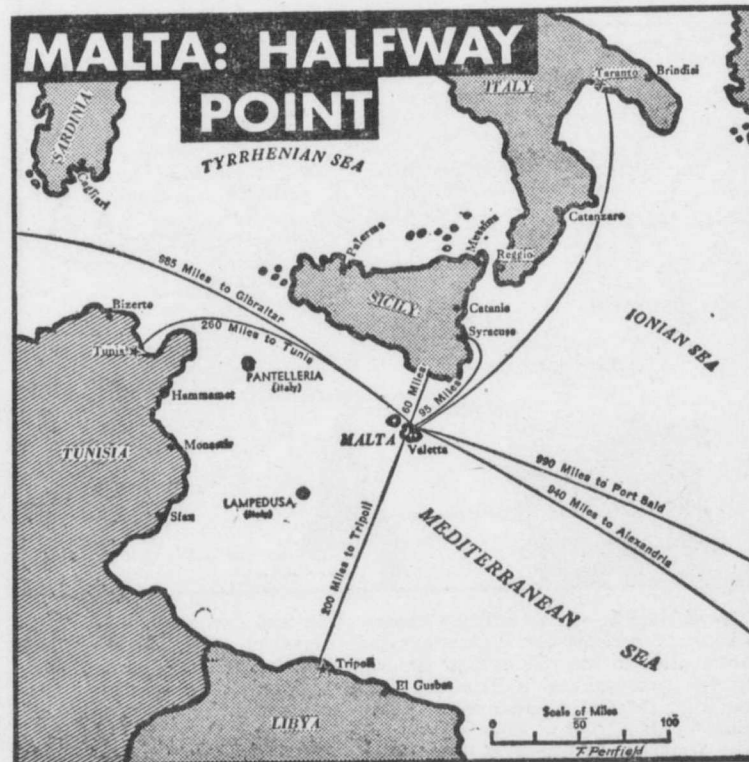 MALTA: HALFWAY
POINT
SARDINIA
Cagliari
TYRRHENIAN SEA
ITALY
Taranto
Brindisi
Catanzaro
Reggio
Messina
Palermo
SICILY
Catania
Syracuse
IONIAN SEA
985 Miles to Gibraltar
260 Miles to Tunis
Bizerte
Tunis
Hammamet
PANTELLERIA
(Italy)
60 Miles
95 Miles
MALTA
Valetta
TUNISIA
Monastir
LAMPEDUSA
(Italy)
Sfax
200 Miles to Tripoli
990 Miles to Port Said
940 Miles to Alexandria
MEDITERRANEAN
SEA
Tripoli
El Gusbat
LIBYA
Scale of Miles
0 50 100
F Penfield